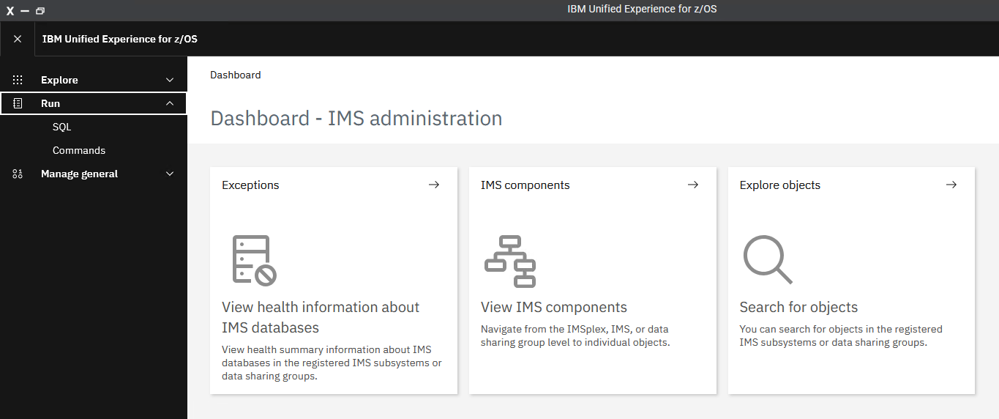 X
IBM Unified Experience for z/OS
IBM Unified Experience for z/OS
Explore
Run
SQL
Commands
Manage general
Dashboard
Dashboard - IMS administration
Exceptions
View health information about
IMS databases
View health summary information about IMS
databases in the registered IMS subsystems or
data sharing groups.
IMS components
View IMS components
Navigate from the IMSplex, IMS, or data
sharing group level to individual objects.
Explore objects
Search for objects
You can search for objects in the registered
IMS subsystems or data sharing groups.